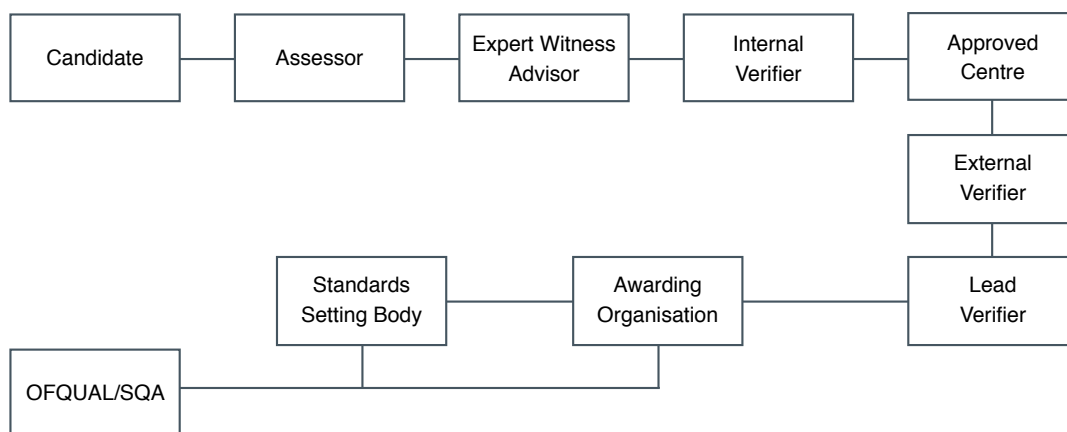 Candidate
Assessor
Expert Witness
Advisor
Internal
Verifier
Approved
Centre
External
Verifier
Lead
Verifier
Awarding
Organisation
Standards
Setting Body
OFQUAL/SQA